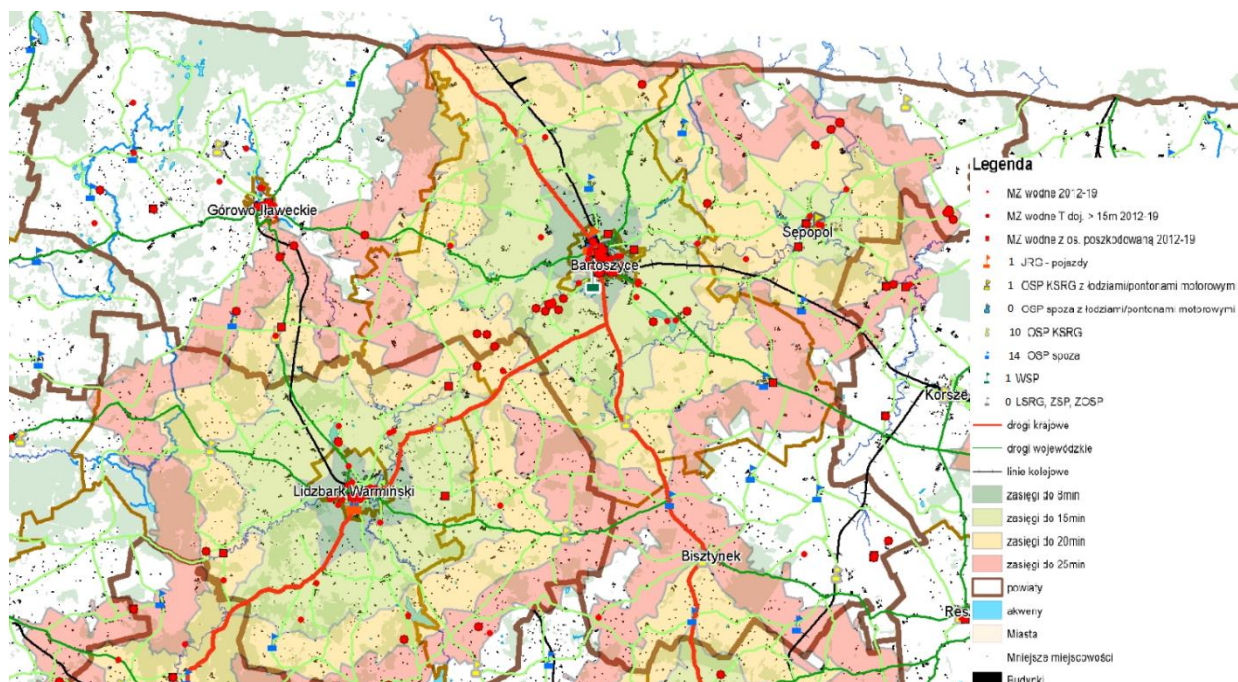 Górowo Iławeckie
Bartoszyce
Sępopol
Korsze
Lidzbark Warmiński
Bisztynek
Res
Legenda
MZ wodne 2012-19
MZ wodne T doj. > 15m 2012-19
MZ wodne z os. poszkodowaną 2012-19
1 JRG - pojazdy
1 OSP KSRG z łodziami/pontonami motorowym
0 OSP spoza z łodziami/pontonami motorowymi
10 OSP KSRG
14 OSP spoza
1 WSP
0 LSRG, ZSP, ZOSP
drogi krajowe
drogi wojewódzkie
linie kolejowe
zasięgi do 8min
zasięgi do 15min
zasięgi do 20min
zasięgi do 25min
powiaty
akweny
Miasta
Mniejsze miejscowości
Budynki